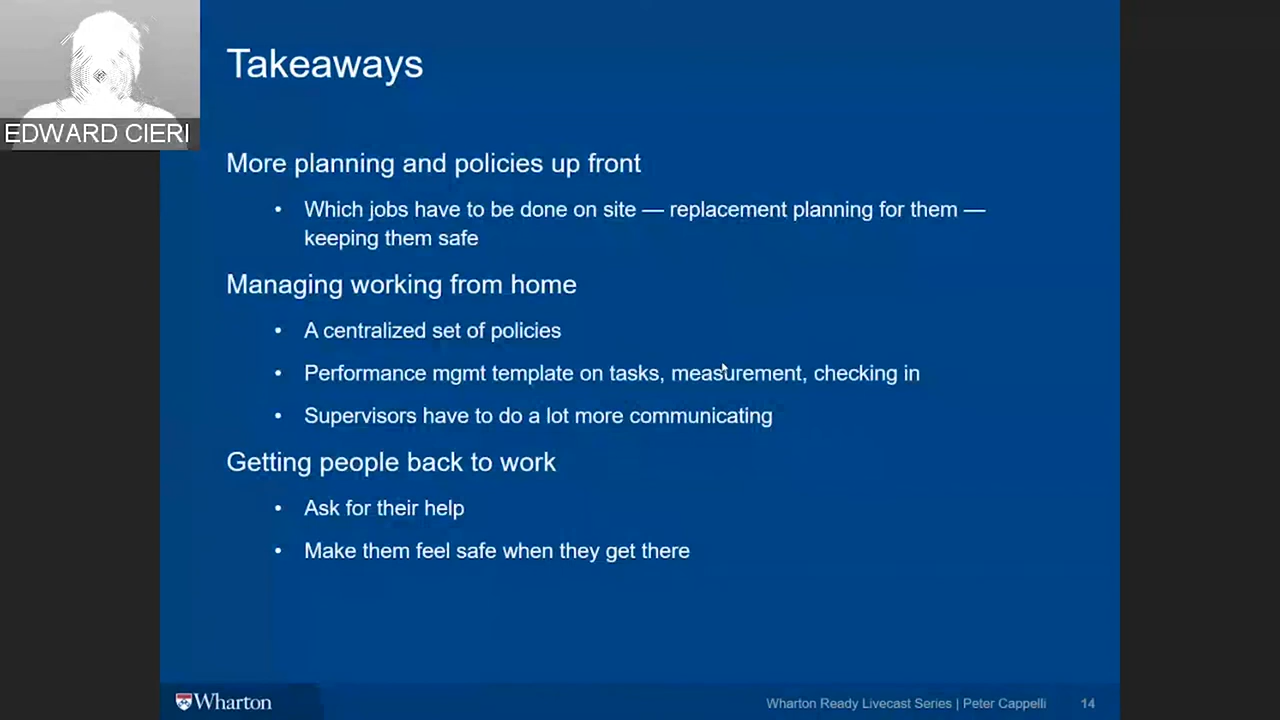 EDWARD CIERI
Takeaways
More planning and policies up front
• Which jobs have to be done on site — replacement planning for them —
keeping them safe
Managing working from home
• A centralized set of policies
• Performance mgmt template on tasks, measurement, checking in
• Supervisors have to do a lot more communicating
Getting people back to work
• Ask for their help
• Make them feel safe when they get there
Wharton
Wharton Ready Livecast Series | Peter Cappelli 14